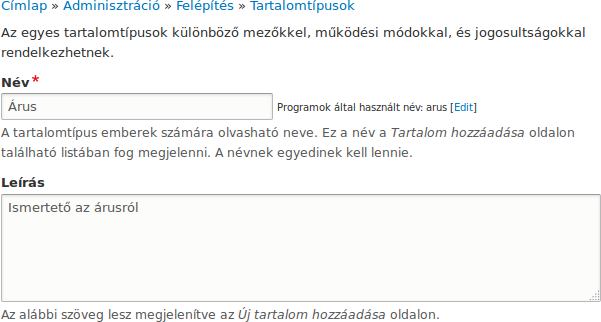 Címlap » Adminisztráció » Felépítés » Tartalomtípusok
Az egyes tartalomtípusok különböző mezőkkel, működési módokkal, és jogosultságokkal
rendelkezhetnek.
Név *
Árus Programok által használt név: arus [Edit]
A tartalomtípus emberek számára olvasható neve. Ez a név a Tartalom hozzáadása oldalon
található listában fog megjelenni. A névnek egyedinek kell lennie.
Leírás
Ismertető az árusról
Az alábbi szöveg lesz megjelenítve az Új tartalom hozzáadása oldalon.